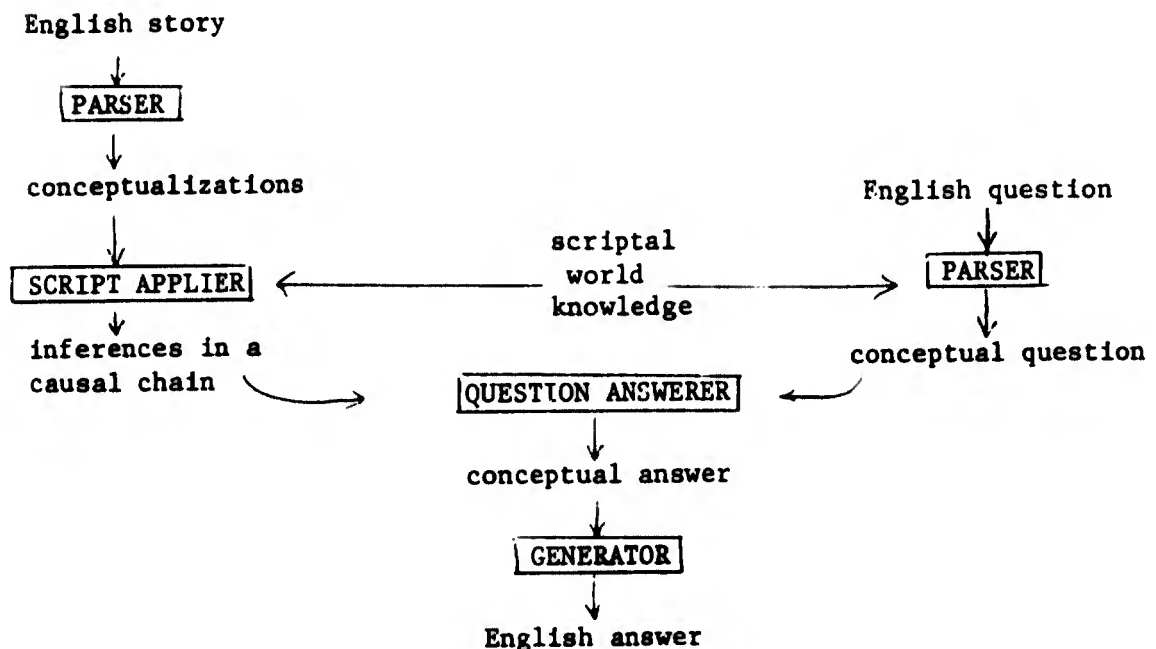 English story
PARSER
conceptualizations
SCRIPT APPLIER
inferences in a
causal chain
scriptal
world
knowledge
English question
PARSER
conceptual question
QUESTION ANSWERER
conceptual answer
GENERATOR
English answer